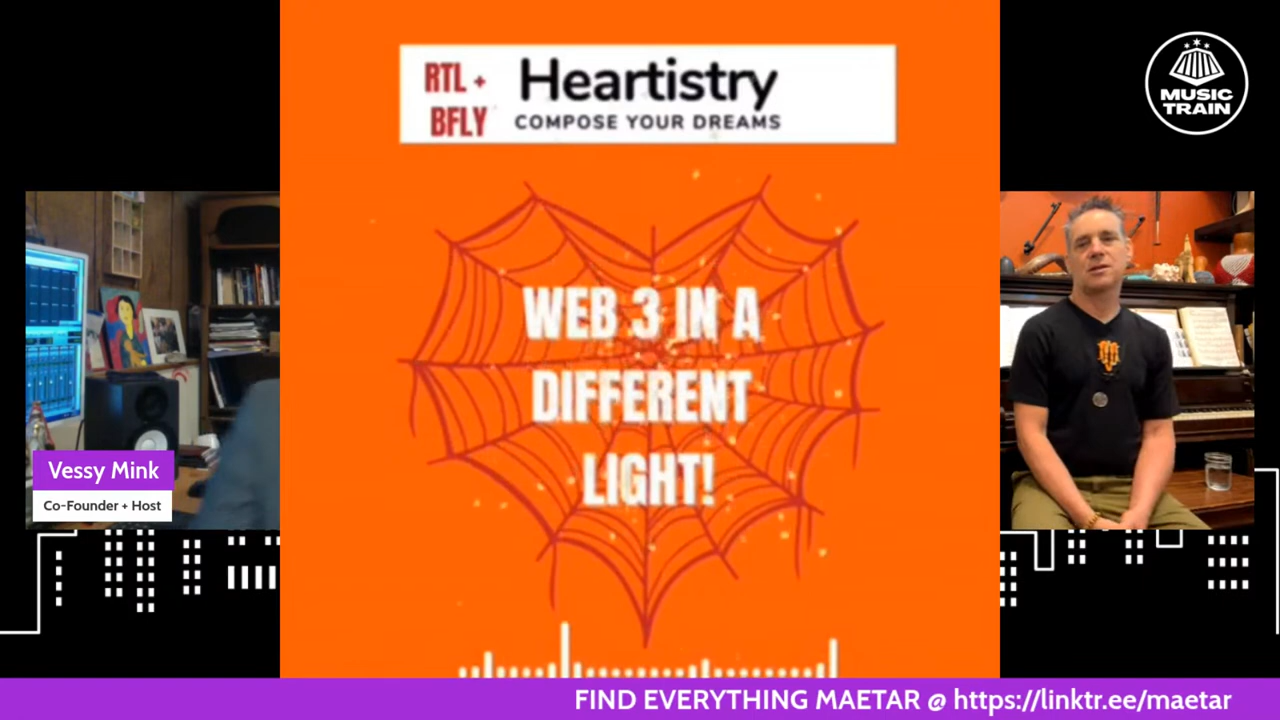 RTL +
BFLY
Heartistry
COMPOSE YOUR DREAMS
MUSIC
TRAIN
WEB 3 IN A
DIFFERENT
LIGHT!
Vessy Mink
Co-Founder + Host
FIND EVERYTHING MAETAR @ https://linktr.ee/maetar